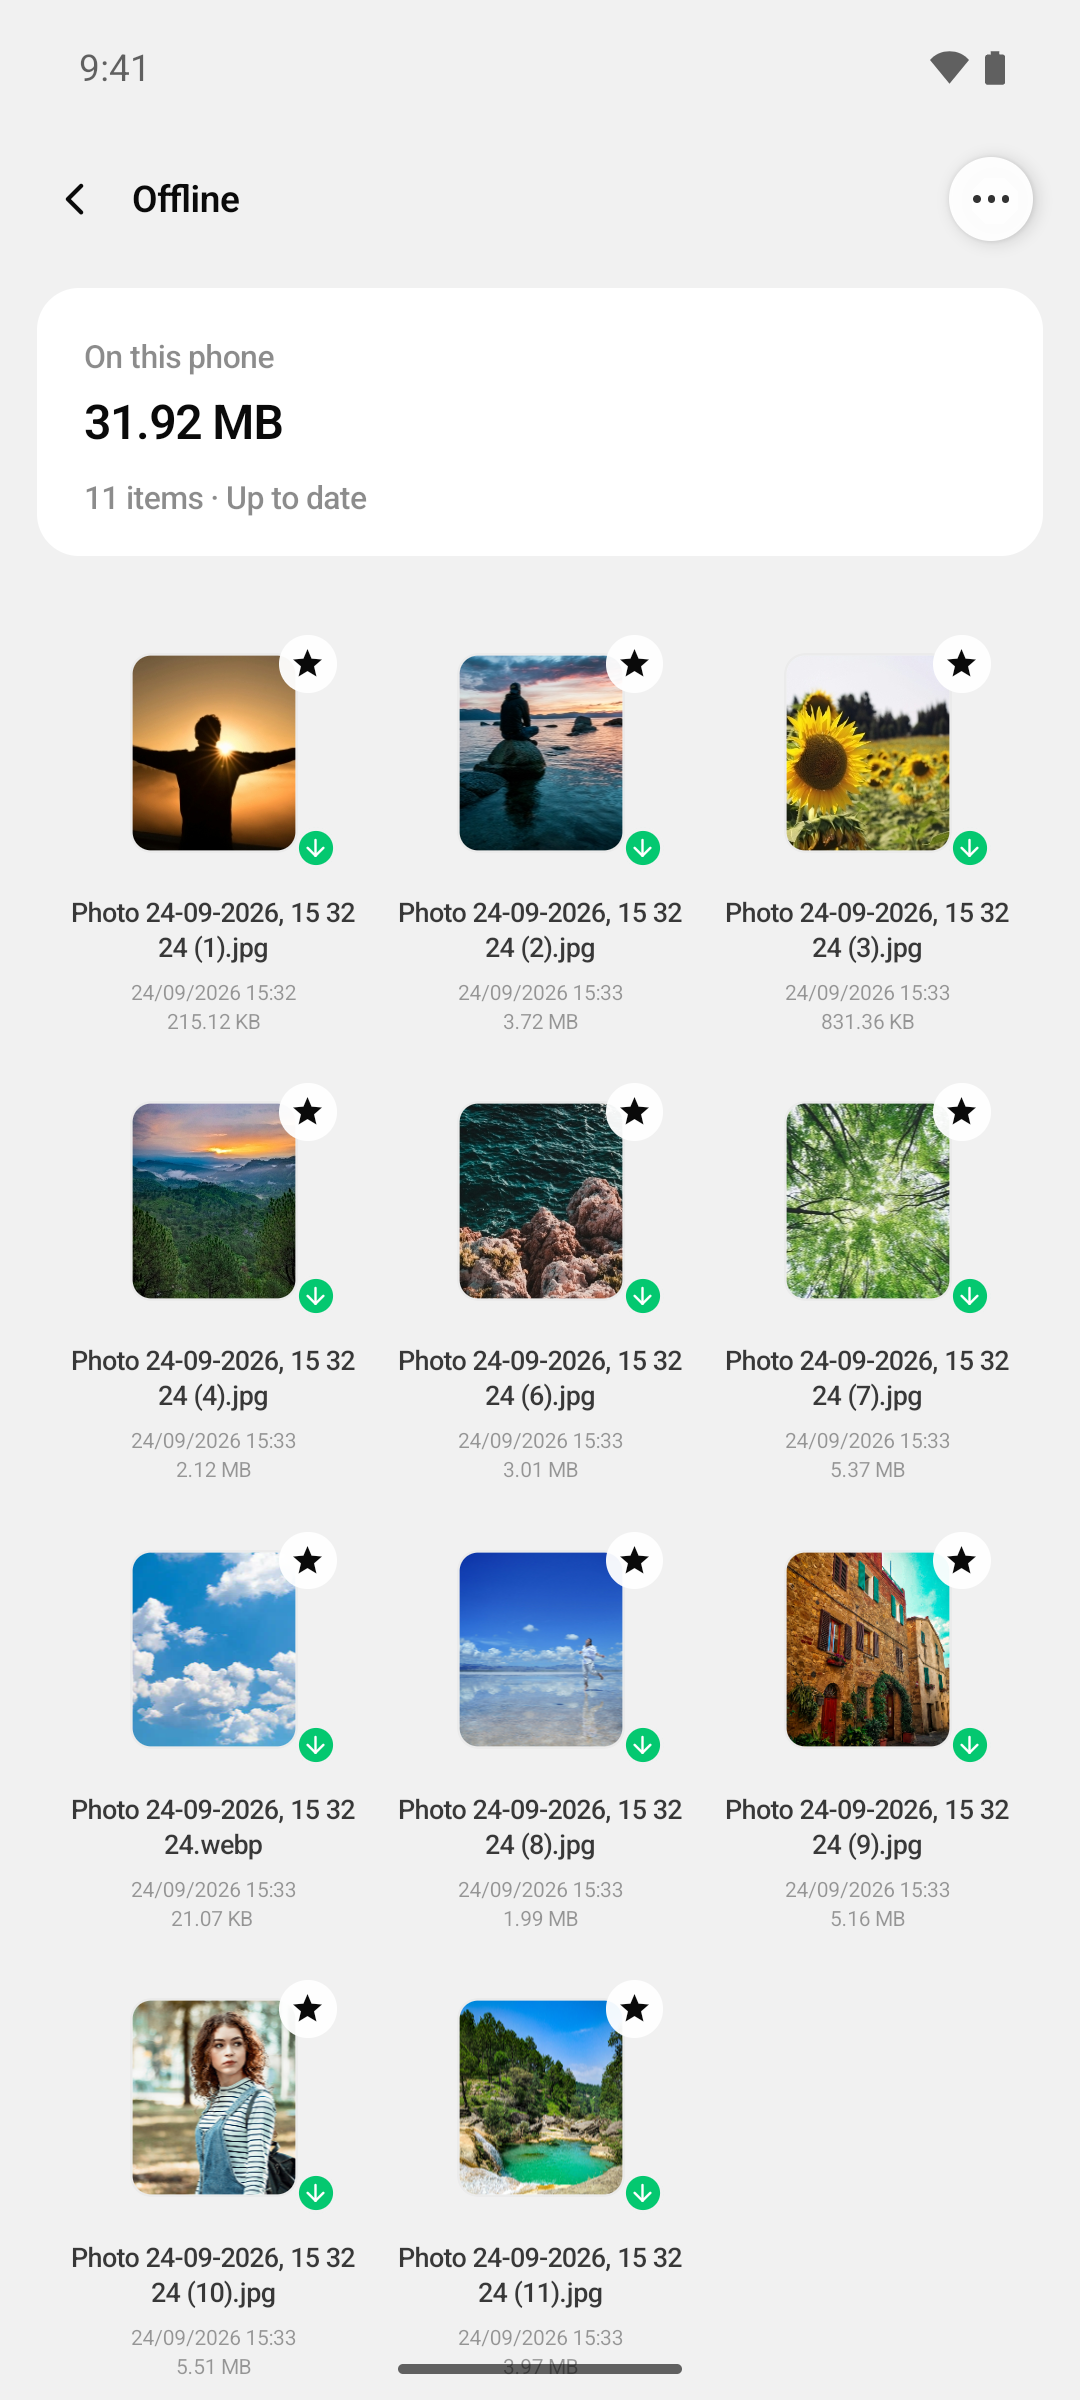 9:41
Offline
On this phone
31.92 MB
11 items · Up to date
Photo 24-09-2026, 15 32
24 (1).jpg
24/09/2026 15:32
215.12 KB
Photo 24-09-2026, 15 32
24 (2).jpg
24/09/2026 15:33
3.72 MB
Photo 24-09-2026, 15 32
24 (3).jpg
24/09/2026 15:33
831.36 KB
Photo 24-09-2026, 15 32
24 (4).jpg
24/09/2026 15:33
2.12 MB
Photo 24-09-2026, 15 32
24 (6).jpg
24/09/2026 15:33
3.01 MB
Photo 24-09-2026, 15 32
24 (7).jpg
24/09/2026 15:33
5.37 MB
Photo 24-09-2026, 15 32
24.webp
24/09/2026 15:33
21.07 KB
Photo 24-09-2026, 15 32
24 (8).jpg
24/09/2026 15:33
1.99 MB
Photo 24-09-2026, 15 32
24 (9).jpg
24/09/2026 15:33
5.16 MB
Photo 24-09-2026, 15 32
24 (10).jpg
24/09/2026 15:33
5.51 MB
Photo 24-09-2026, 15 32
24 (11).jpg
24/09/2026 15:33
3.97 MB